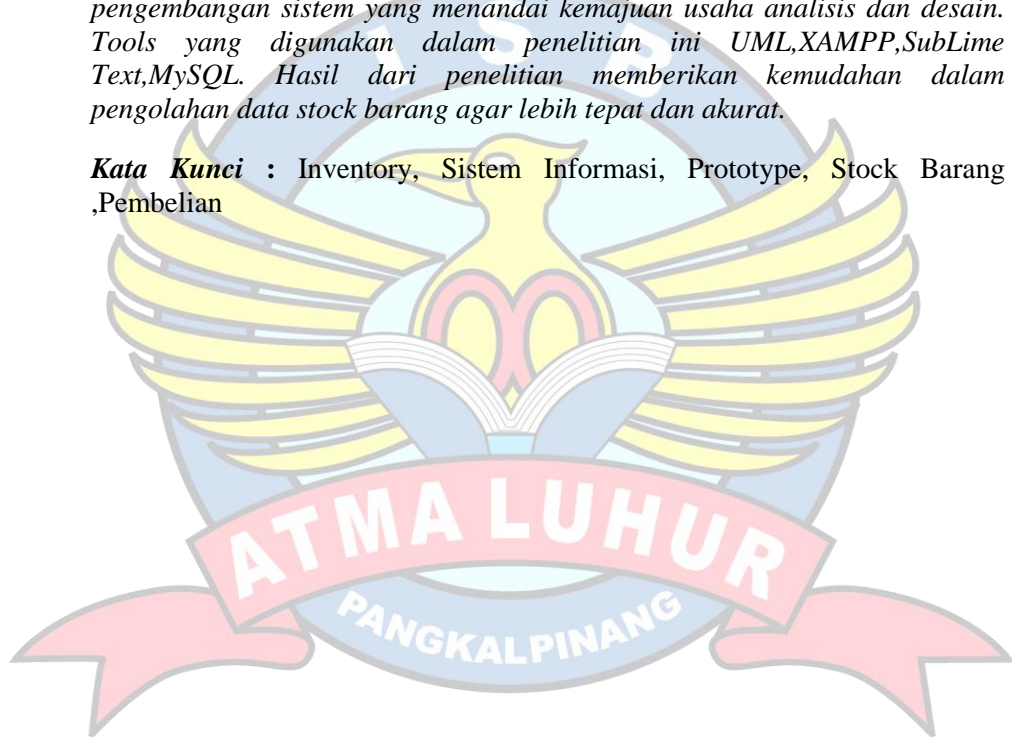 pengembangan sistem yang menandai kemajuan usaha analisis dan desain.
Tools yang digunakan dalam penelitian ini UML,XAMPP,SubLime
Text,MySQL. Hasil dari penelitian memberikan kemudahan dalam
pengolahan data stock barang agar lebih tepat dan akurat.
Kata Kunci : Inventory, Sistem Informasi, Prototype, Stock Barang
,Pembelian
ISB
ATMA LUHUR
PANGKALPINANG